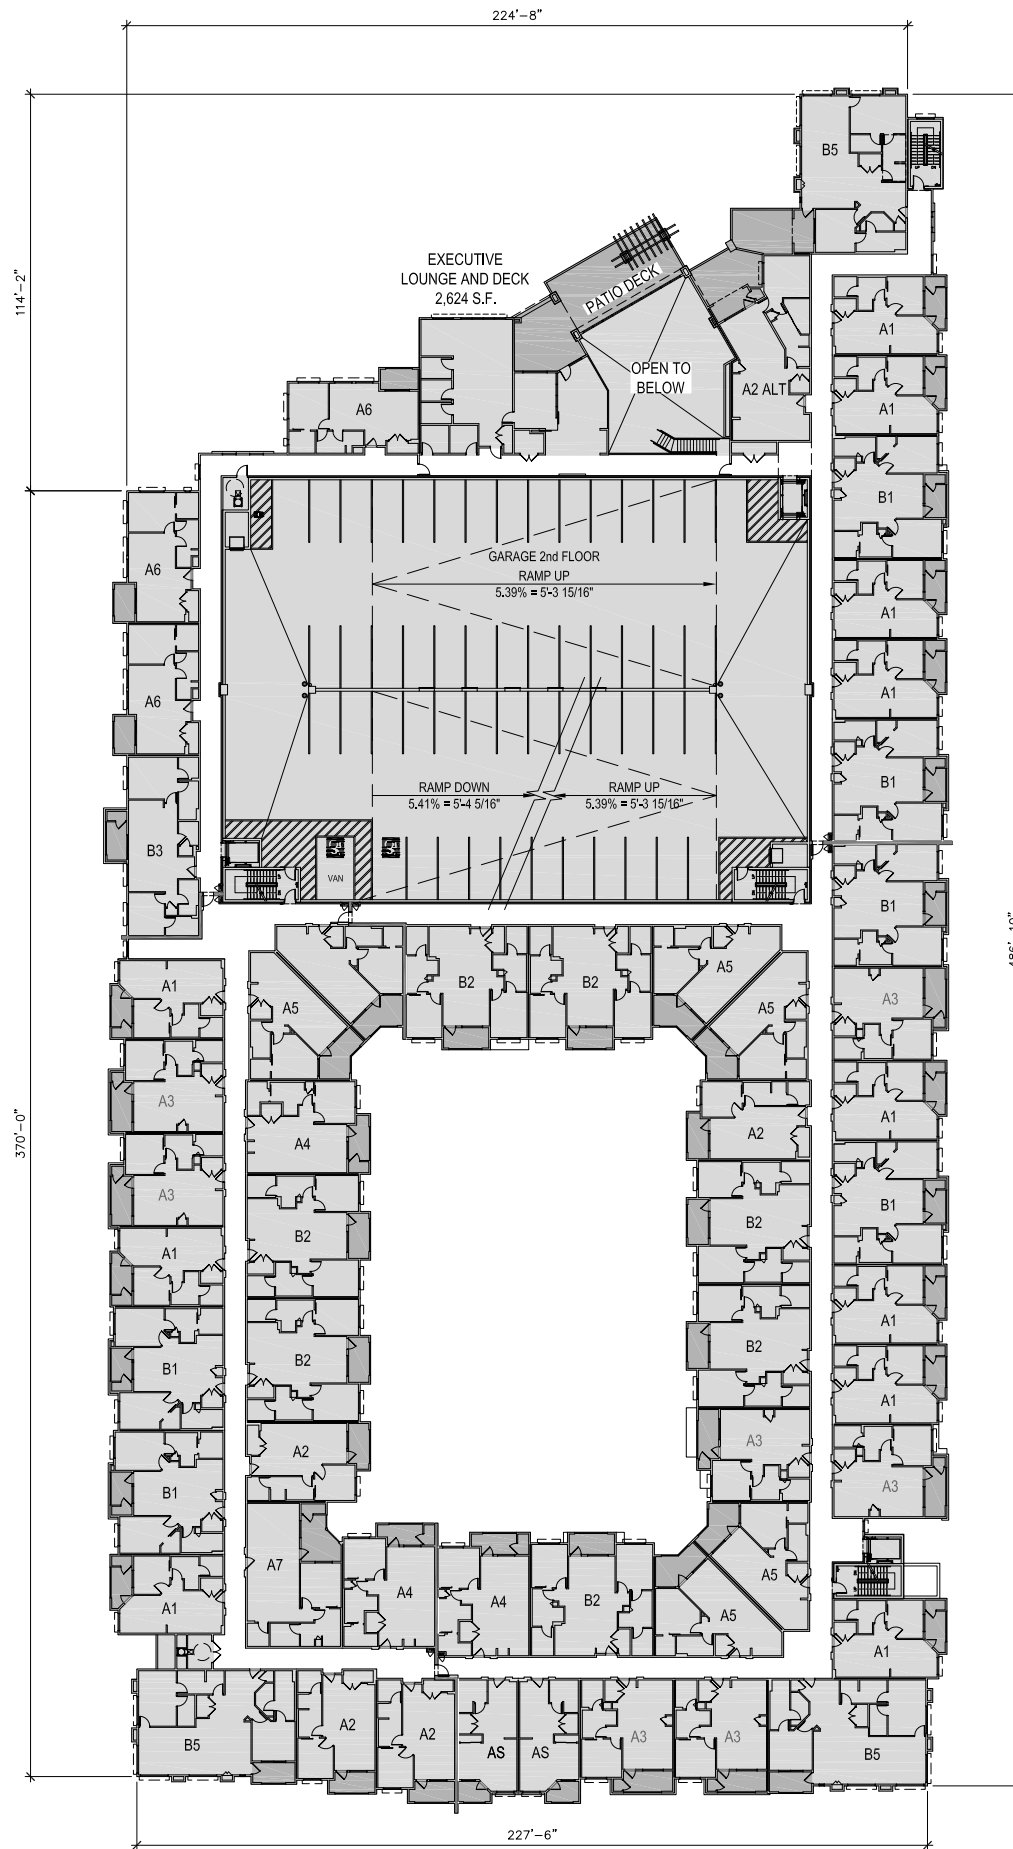 224'-8"
B5
114'-2"
EXECUTIVE
LOUNGE AND DECK
2,624 S.F.
PATIO DECK
A1
OPEN TO
BELOW
A2 ALT
A6
A1
B1
GARAGE 2nd FLOOR
RAMP UP
5.39% = 5'-3 15/16"
A6
A1
A6
A1
B1
RAMP DOWN
5.41% = 5'-4 5/16"
RAMP UP
5.39% = 5'-3 15/16"
B3
VAN
B1
486'-10"
A5
B2
B2
A5
A1
A5
A5
A3
A3
A4
A2
A1
370'-0"
A3
B2
B2
B1
A1
B2
B2
A1
B1
A1
A2
A3
B1
A3
A7
A4
A4
B2
A5
A5
A1
A1
B5
A2
A2
AS
AS
A3
A3
B5
227'-6"